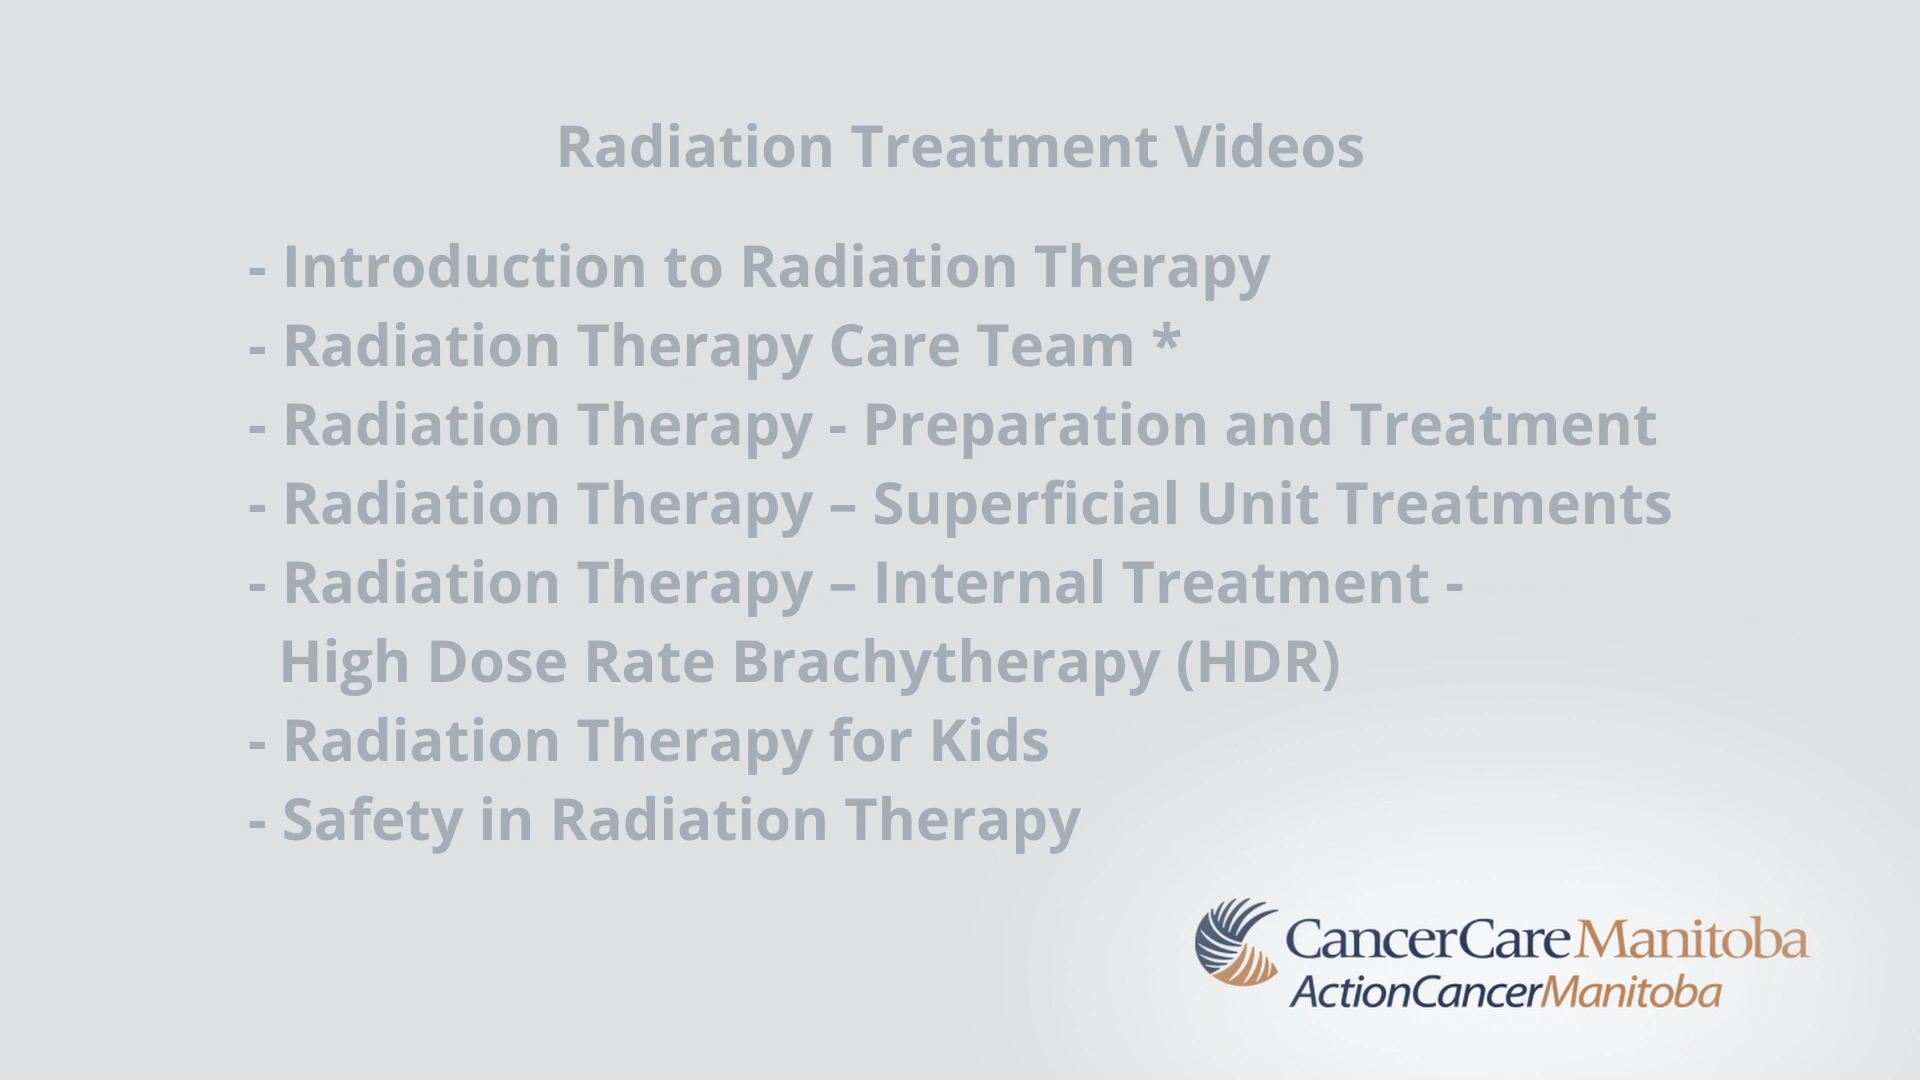 Radiation Treatment Videos
- Introduction to Radiation Therapy
- Radiation Therapy Care Team *
- Radiation Therapy - Preparation and Treatment
- Radiation Therapy – Superficial Unit Treatments
- Radiation Therapy – Internal Treatment -
High Dose Rate Brachytherapy (HDR)
- Radiation Therapy for Kids
- Safety in Radiation Therapy
CancerCare Manitoba
ActionCancerManitoba